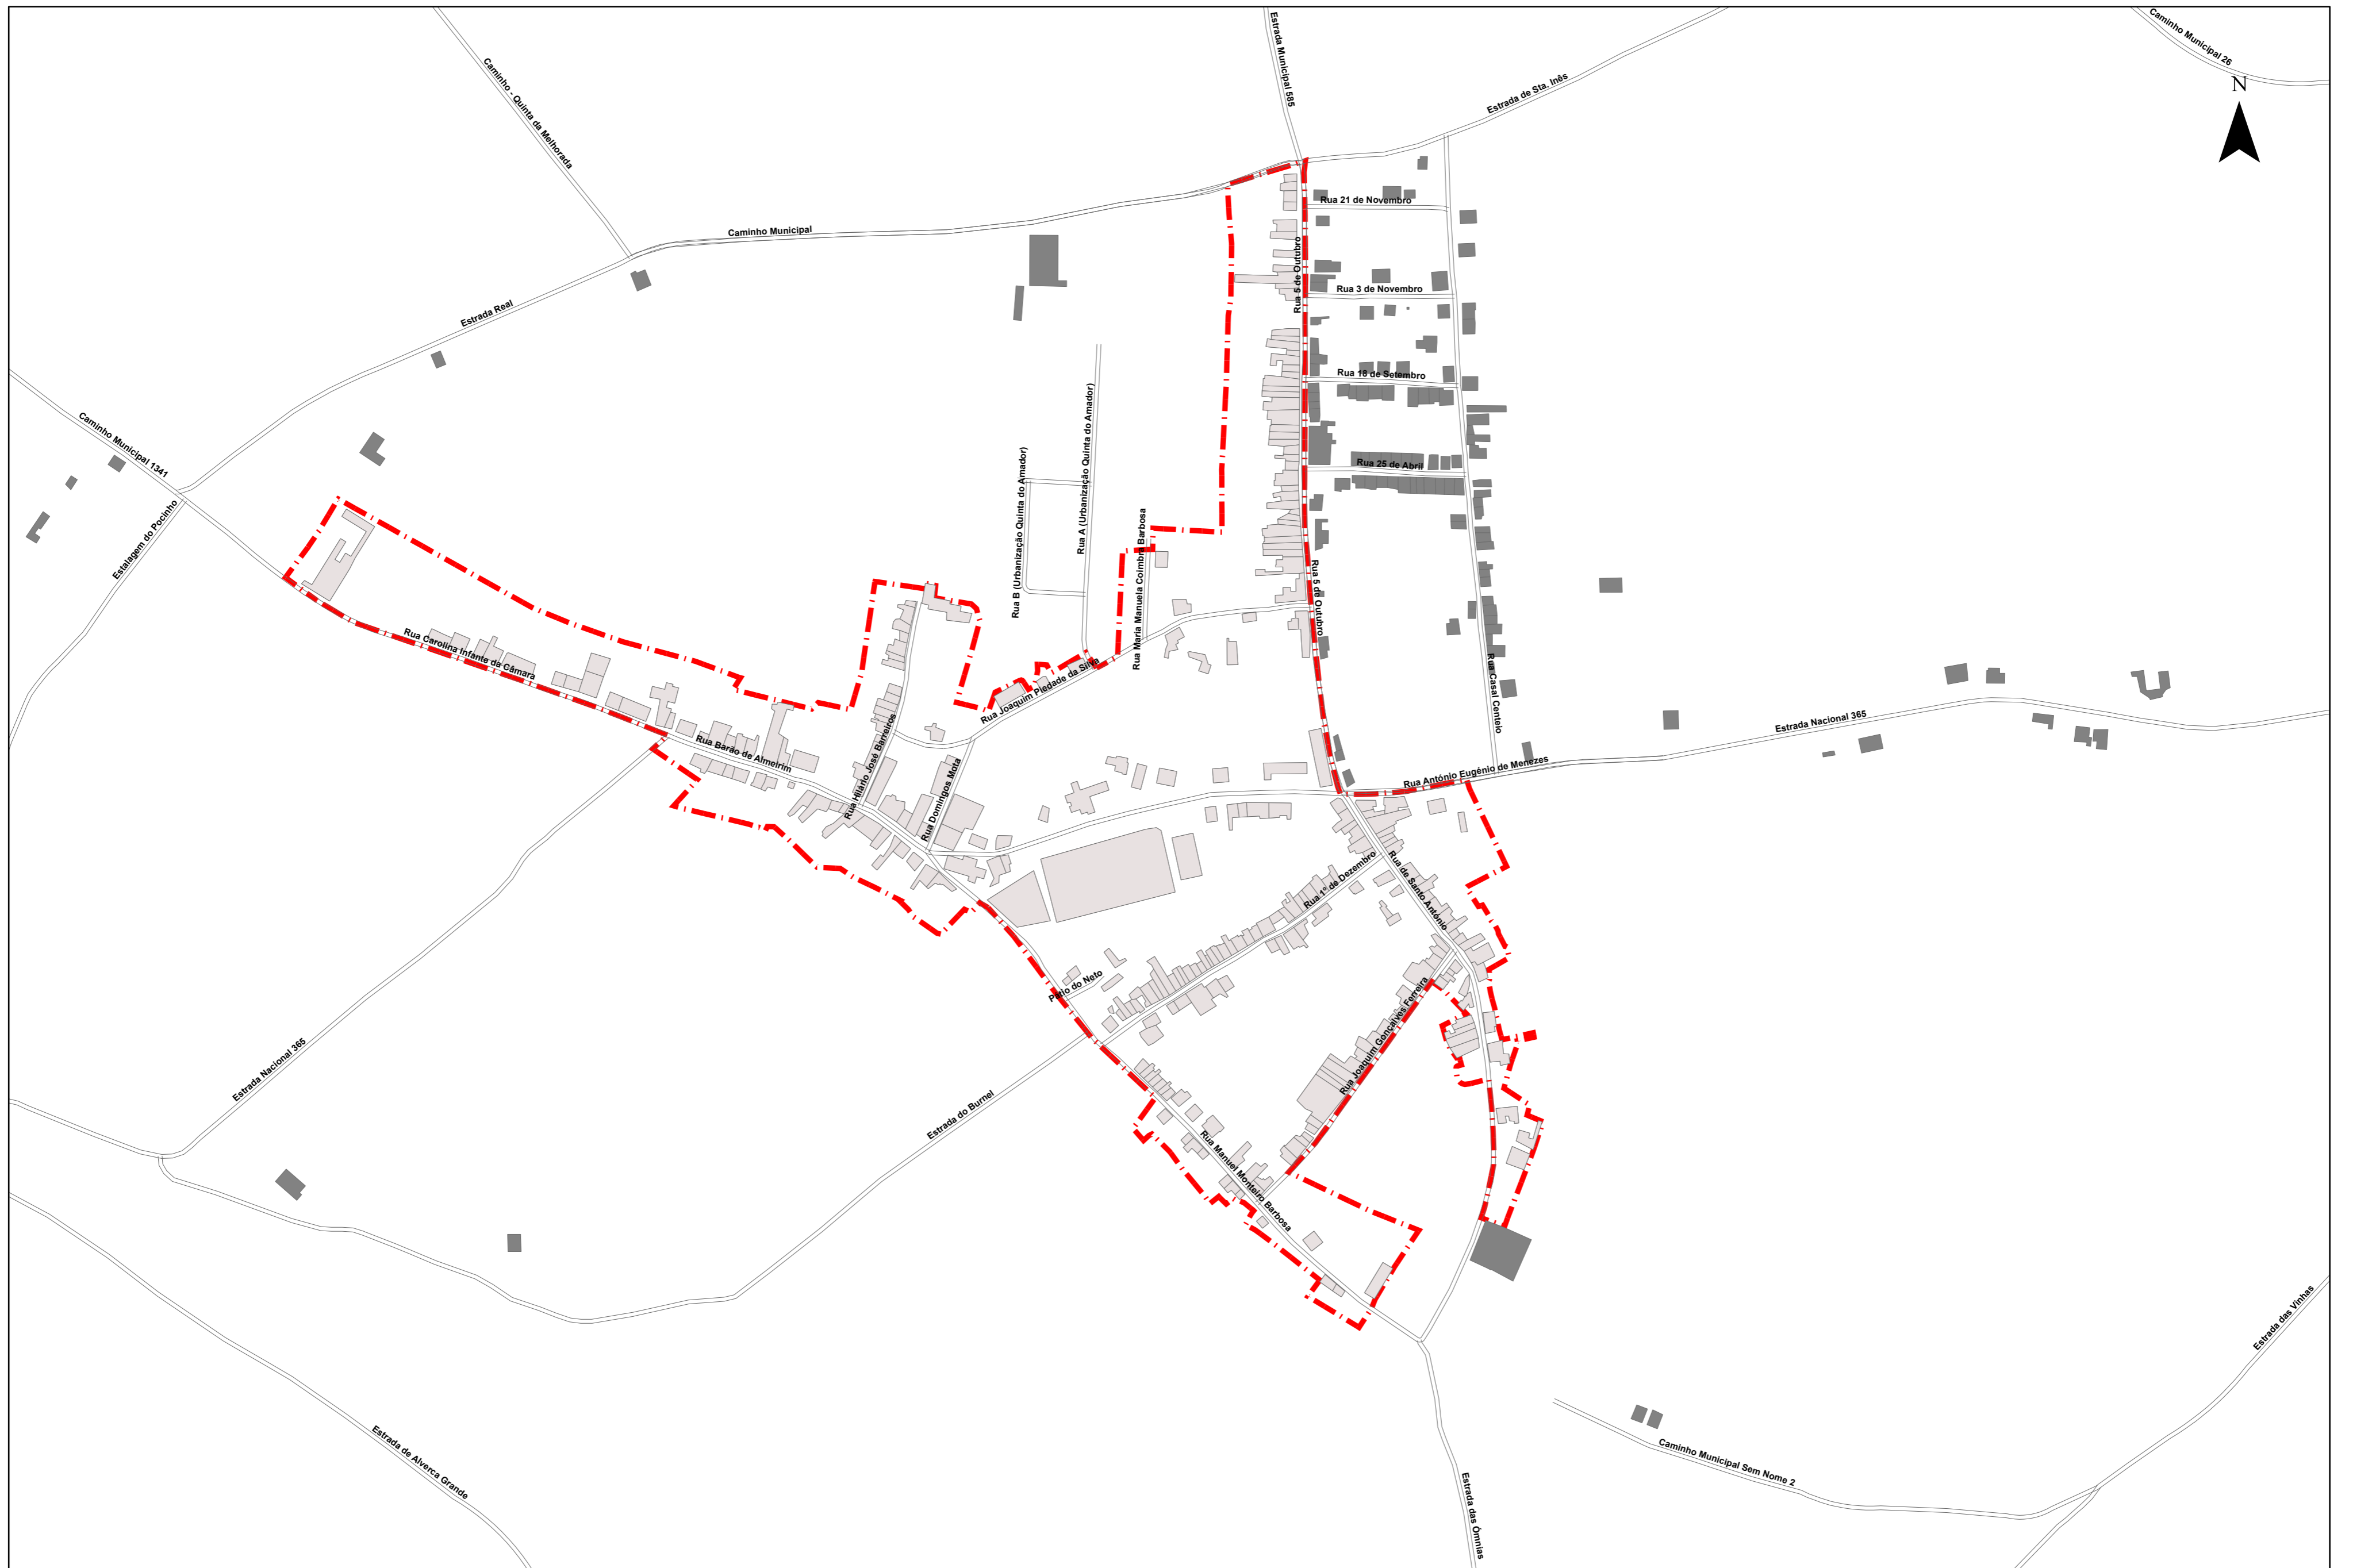 Caminho Municipal 26
Estrada Municipal 585
Caminho - Quinta da Melhorada
Estrada de Sta. Inês
N
Rua 21 de Novembro
Caminho Municipal
Rua 5 de Outubro
Rua 3 de Novembro
Estrada Real
Rua 18 de Setembro
Caminho Municipal 1341
Rua A (Urbanização Quinta do Amador)
Rua B (Urbanização Quinta do Amador)
Rua 25 de Abril
Estalagem do Pocinho
Rua Maria Manuela Coimbra Barbosa
Rua 5 de Outubro
Rua Carolina Infante da Câmara
Rua Joaquim Piedade da Silva
Rua Casal Centeio
Estrada Nacional 365
Rua Barão de Almeirim
Rua Hilário José Barreiros
Rua Domingos Mota
Rua António Eugénio de Menezes
Rua 1º de Dezembro
Rua de Santo António
Pátio do Neto
Rua Joaquim Gonçalves Ferreira
Estrada Nacional 365
Estrada do Burnel
Rua Manuel Monteiro Barbosa
Estrada das Vinhas
Estrada de Alverca Grande
Caminho Municipal Sem Nome 2
Estrada das Ómnias